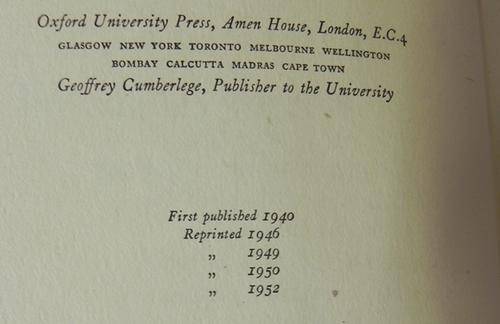 Oxford University Press, Amen House, London, E.C.4
GLASGOW NEW YORK TORONTO MELBOURNE WELLINGTON
BOMBAY CALCUTTA MADRAS CAPE TOWN
Geoffrey Cumberlege, Publisher to the University
First published 1940
Reprinted 1946
„ 1949
„ 1950
„ 1952